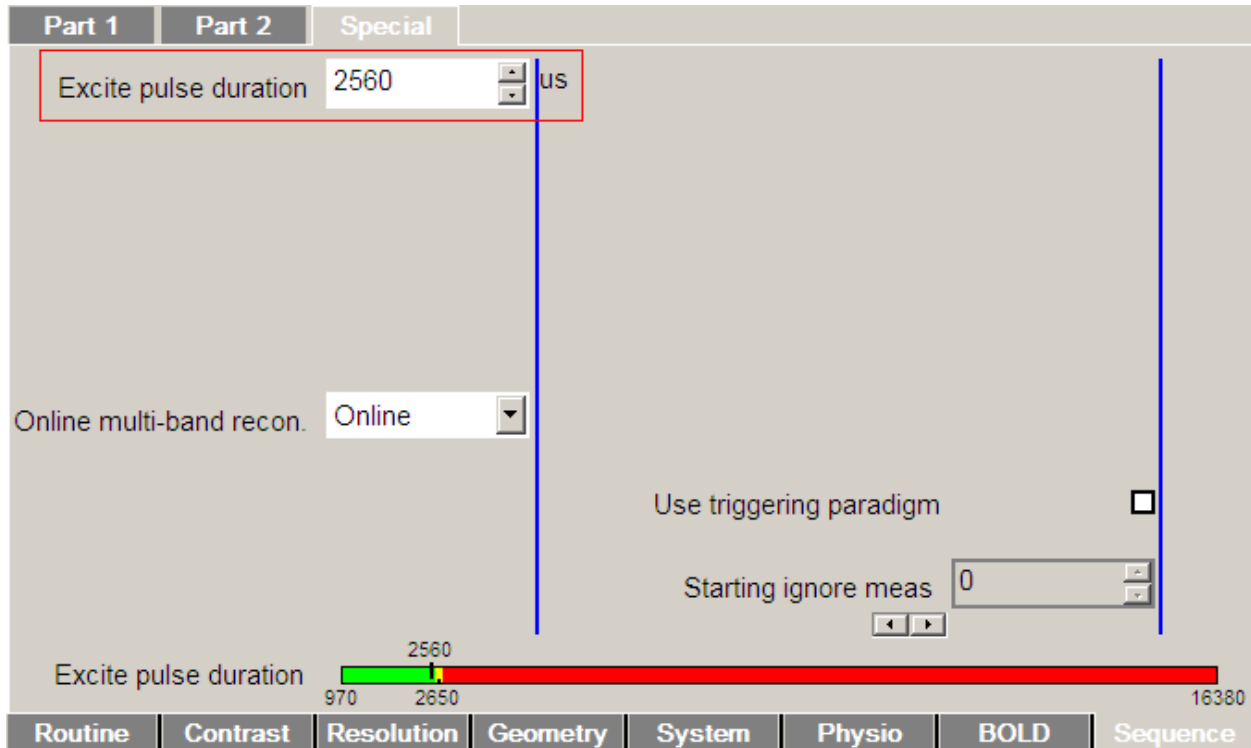 Part 1 Part 2 Special
Excite pulse duration 2560 us
Online multi-band recon. Online
Use triggering paradigm
Starting ignore meas 0
2560
Excite pulse duration
970 2650 16380
Routine Contrast Resolution Geometry System Physio BOLD Sequence